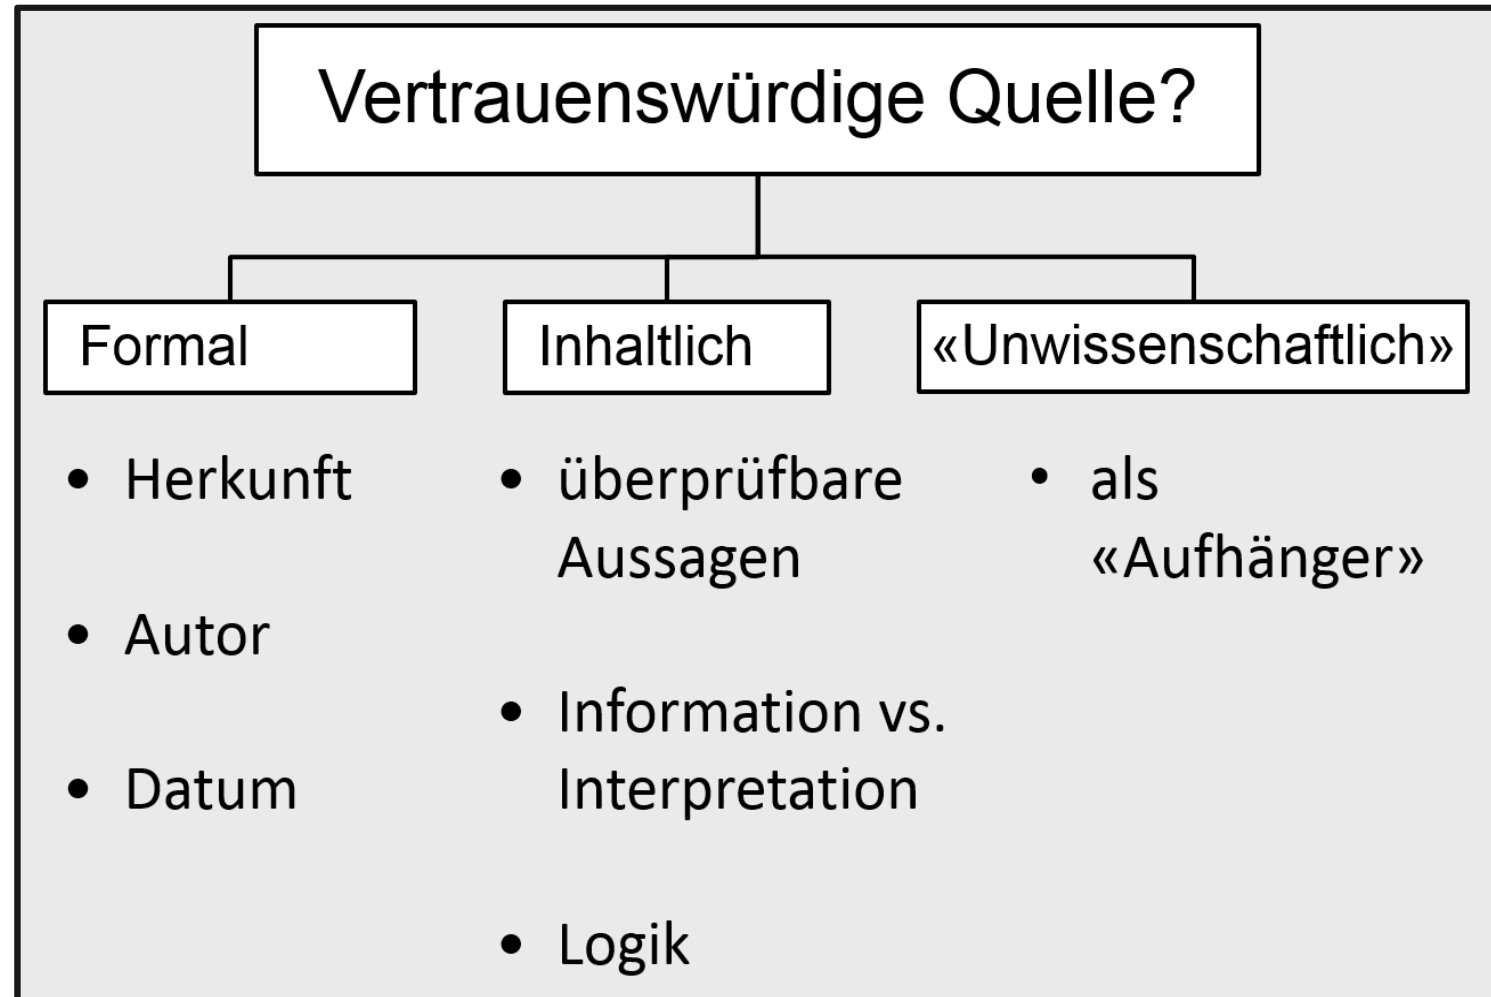 Vertrauenswürdige Quelle?
Formal
• Herkunft
• Autor
• Datum
Inhaltlich
• überprüfbare
Aussagen
• Information vs.
Interpretation
• Logik
«Unwissenschaftlich»
• als
«Aufhänger»